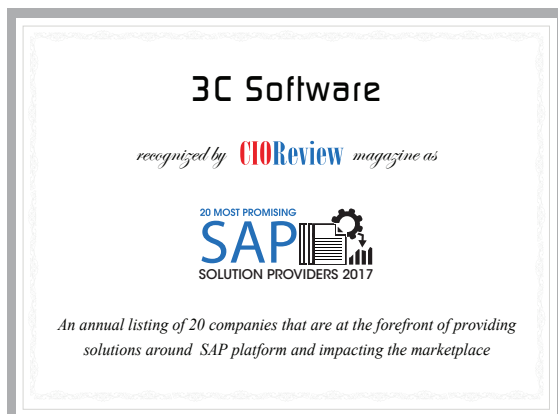 3C Software
recognized by CIOReview magazine as
20 MOST PROMISING
SAP
SOLUTION PROVIDERS 2017
An annual listing of 20 companies that are at the forefront of providing
solutions around SAP platform and impacting the marketplace